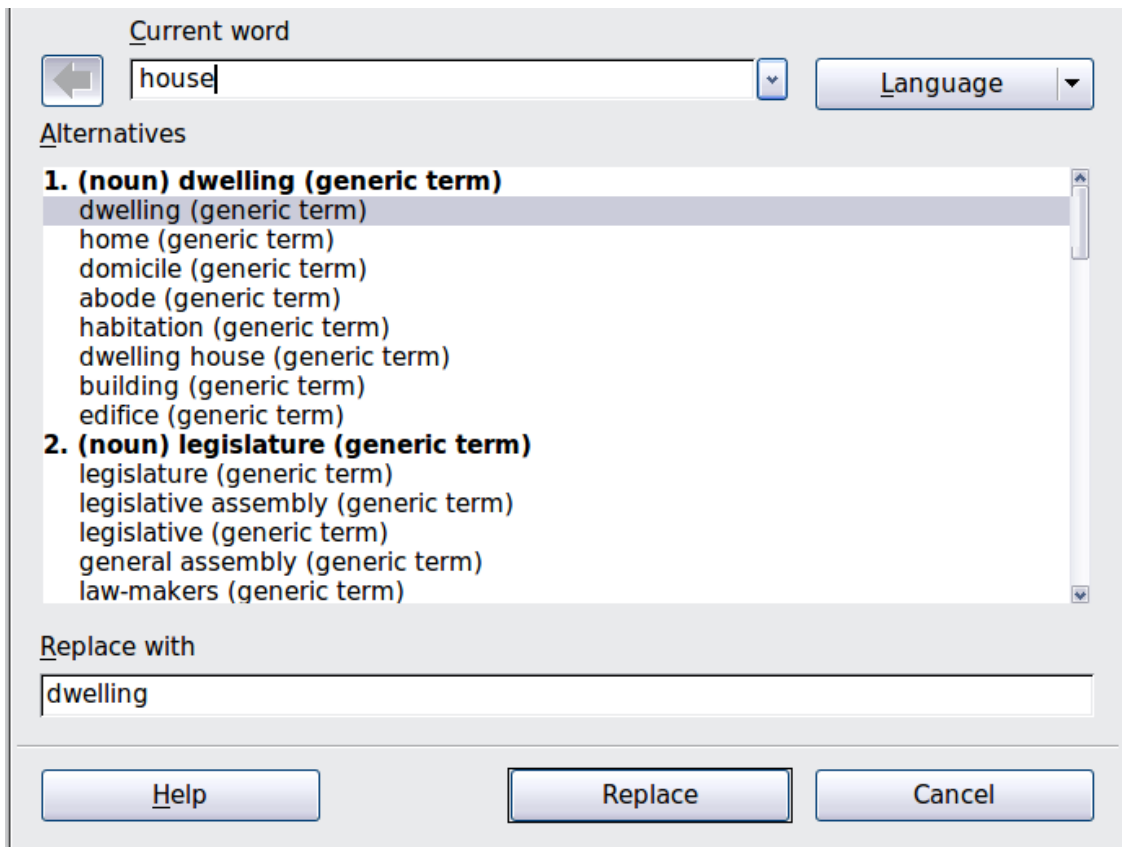 Current word
house
Language
Alternatives
1. (noun) dwelling (generic term)
dwelling (generic term)
home (generic term)
domicile (generic term)
abode (generic term)
habitation (generic term)
dwelling house (generic term)
building (generic term)
edifice (generic term)
2. (noun) legislature (generic term)
legislature (generic term)
legislative assembly (generic term)
legislative (generic term)
general assembly (generic term)
law-makers (generic term)
Replace with
dwelling
Help
Replace
Cancel